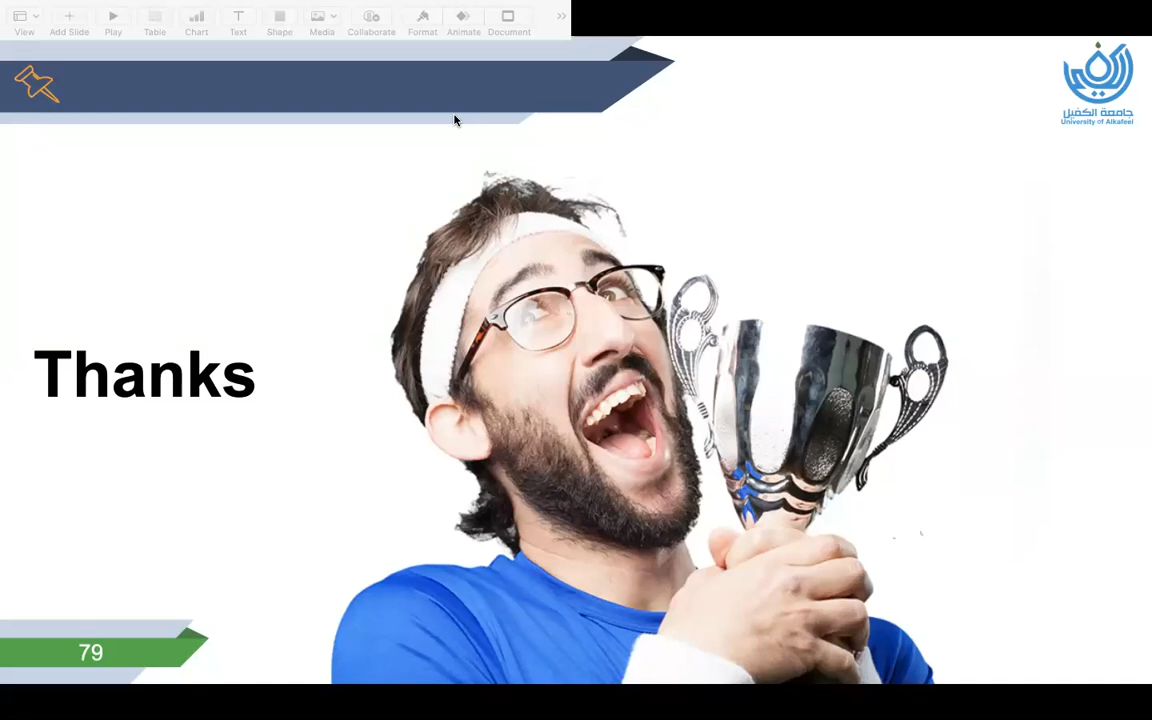 View
Add Slide
Play
Table
Chart
Text
Shape
Media
Collaborate
Format
Animate
Document
جامعة الكفيل
University of Alkafeel
Thanks
79